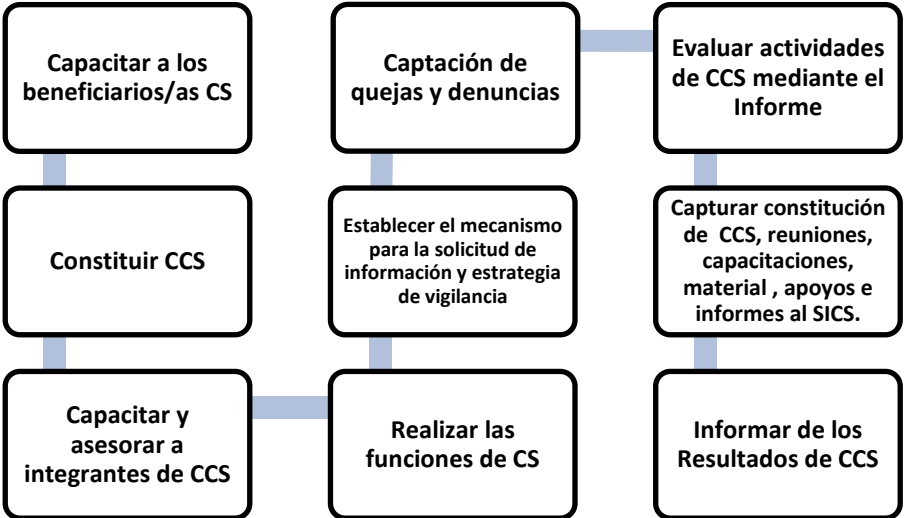 Capacitar a los
beneficiarios/as CS
Constituir CCS
Capacitar y
asesorar a
integrantes de CCS
Realizar las
funciones de CS
Establecer el mecanismo
para la solicitud de
información y estrategia
de vigilancia
Captación de
quejas y denuncias
Evaluar actividades
de CCS mediante el
Informe
Capturar constitución
de CCS, reuniones,
capacitaciones,
material , apoyos e
informes al SICS.
Informar de los
Resultados de CCS